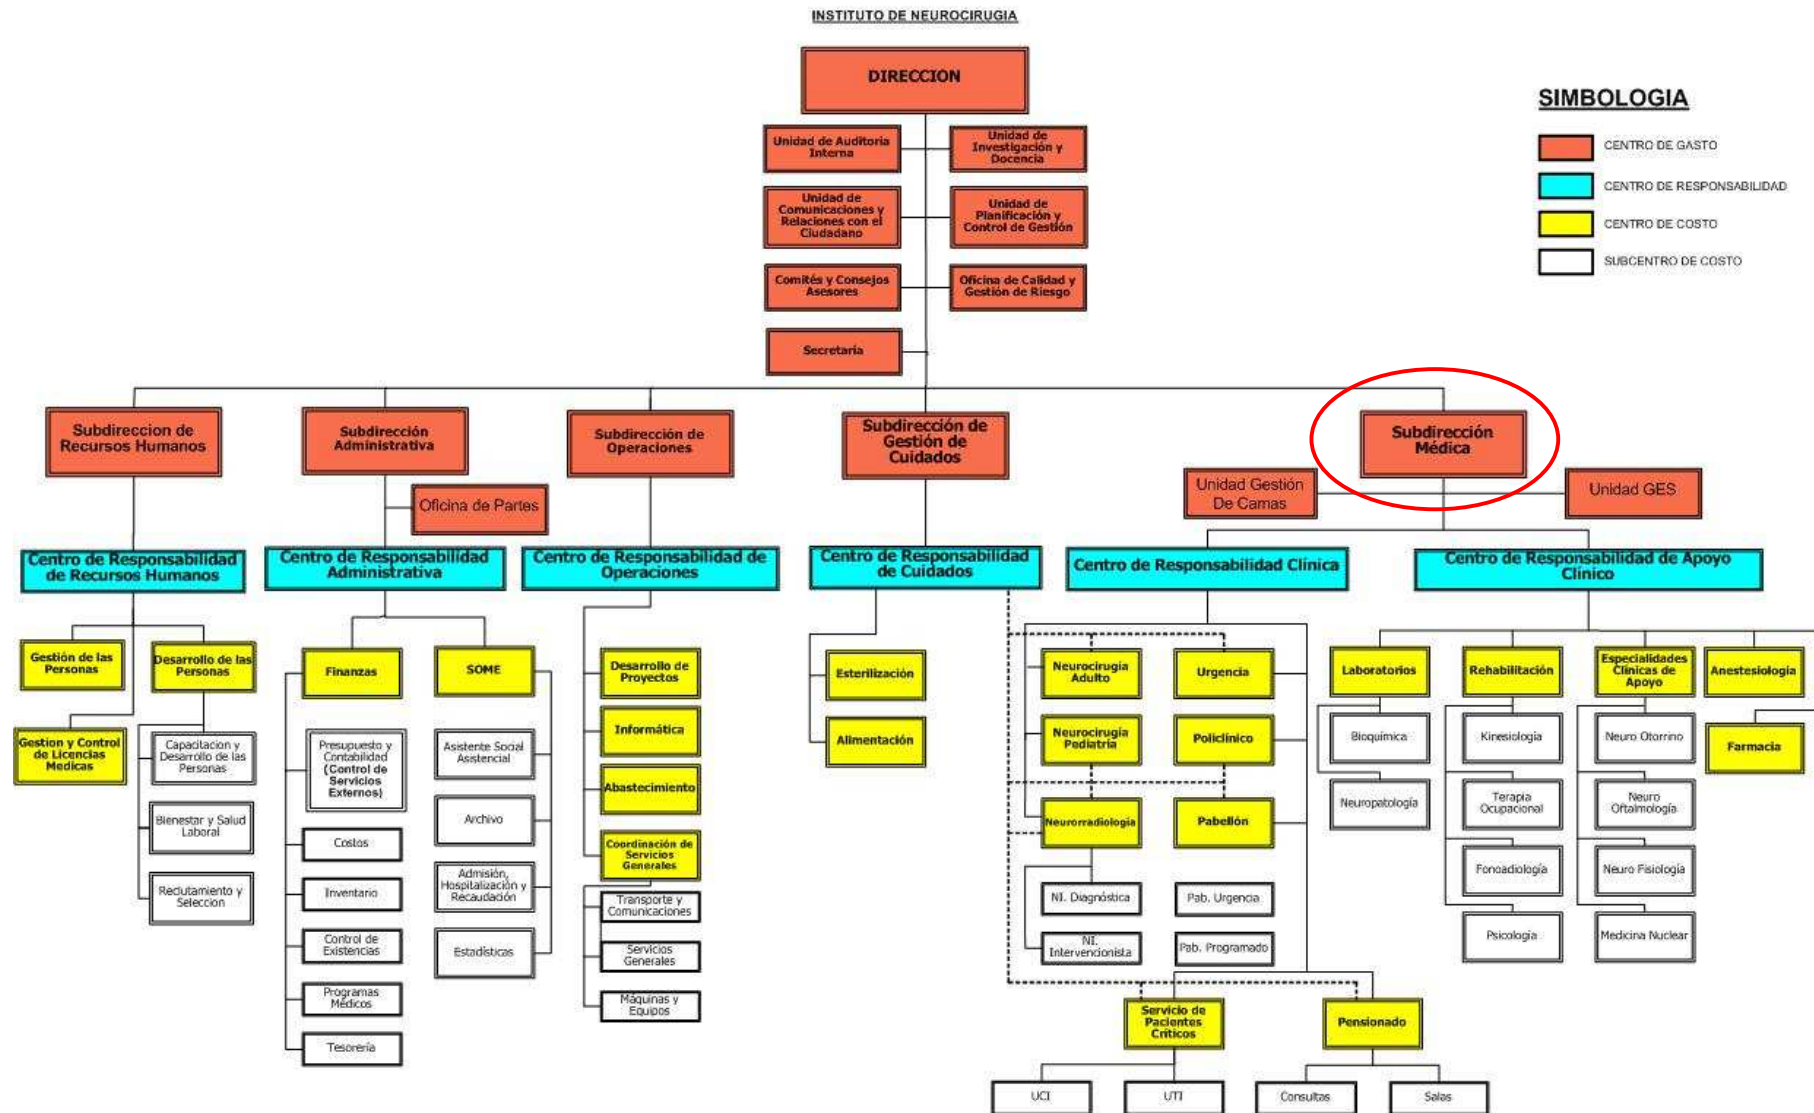 INSTITUTO DE NEUROCIRUGIA
DIRECCION
SIMBOLOGIA
CENTRO DE GASTO
CENTRO DE RESPONSABILIDAD
CENTRO DE COSTO
SUBCENTRO DE COSTO
Unidad de Auditoria
Interna
Unidad de
Investigación y
Docencia
Unidad de
Comunicaciones y
Relaciones con el
Ciudadano
Unidad de
Planificación y
Control de Gestión
Comités y Consejos
Asesores
Oficina de Calidad y
Gestión de Riesgo
Secretaría
Subdireccion de
Recursos Humanos
Subdirección
Administrativa
Subdirección de
Operaciones
Subdirección de
Gestión de
Cuidados
Subdirección
Médica
Oficina de Partes
Unidad Gestión
De Camas
Unidad GES
Centro de Responsabilidad
de Recursos Humanos
Centro de Responsabilidad
Administrativa
Centro de Responsabilidad de
Operaciones
Centro de Responsabilidad
de Cuidados
Centro de Responsabilidad Clínica
Centro de Responsabilidad de Apoyo
Clínico
Gestión de las
Personas
Desarrollo de las
Personas
Gestion y Control
de Licencias
Medicas
Capacitacion y
Desarrollo de las
Personas
Bienestar y Salud
Laboral
Reclutamiento y
Seleccion
Finanzas
SOME
Presupuesto y
Contabilidad
(Control de
Servicios
Externos)
Costos
Inventario
Control de
Existencias
Programas
Médicos
Tesorería
Asistente Social
Asistencial
Archivo
Admisión,
Hospitalización y
Recaudación
Estadísticas
Desarrollo de
Proyectos
Informática
Abastecimiento
Coordinación de
Servicios
Generales
Transporte y
Comunicaciones
Servicios
Generales
Máquinas y
Equipos
Esterilización
Alimentación
Neurocirugía
Adulto
Urgencia
Neurocirugía
Pediatría
Policlínico
Neurorradiología
Pabellón
NI. Diagnóstica
NI.
Intervencionista
Pab. Urgencia
Pab. Programado
Servicio de
Pacientes
Críticos
Pensionado
UCI
UTI
Consultas
Salas
Laboratorios
Rehabilitación
Especialidades
Clínicas de
Apoyo
Anestesiología
Bioquímica
Neuropatología
Kinesiología
Terapia
Ocupacional
Fonoadiología
Psicología
Neuro Otorrino
Neuro
Oftalmología
Neuro Fisiología
Medicina Nuclear
Farmacia